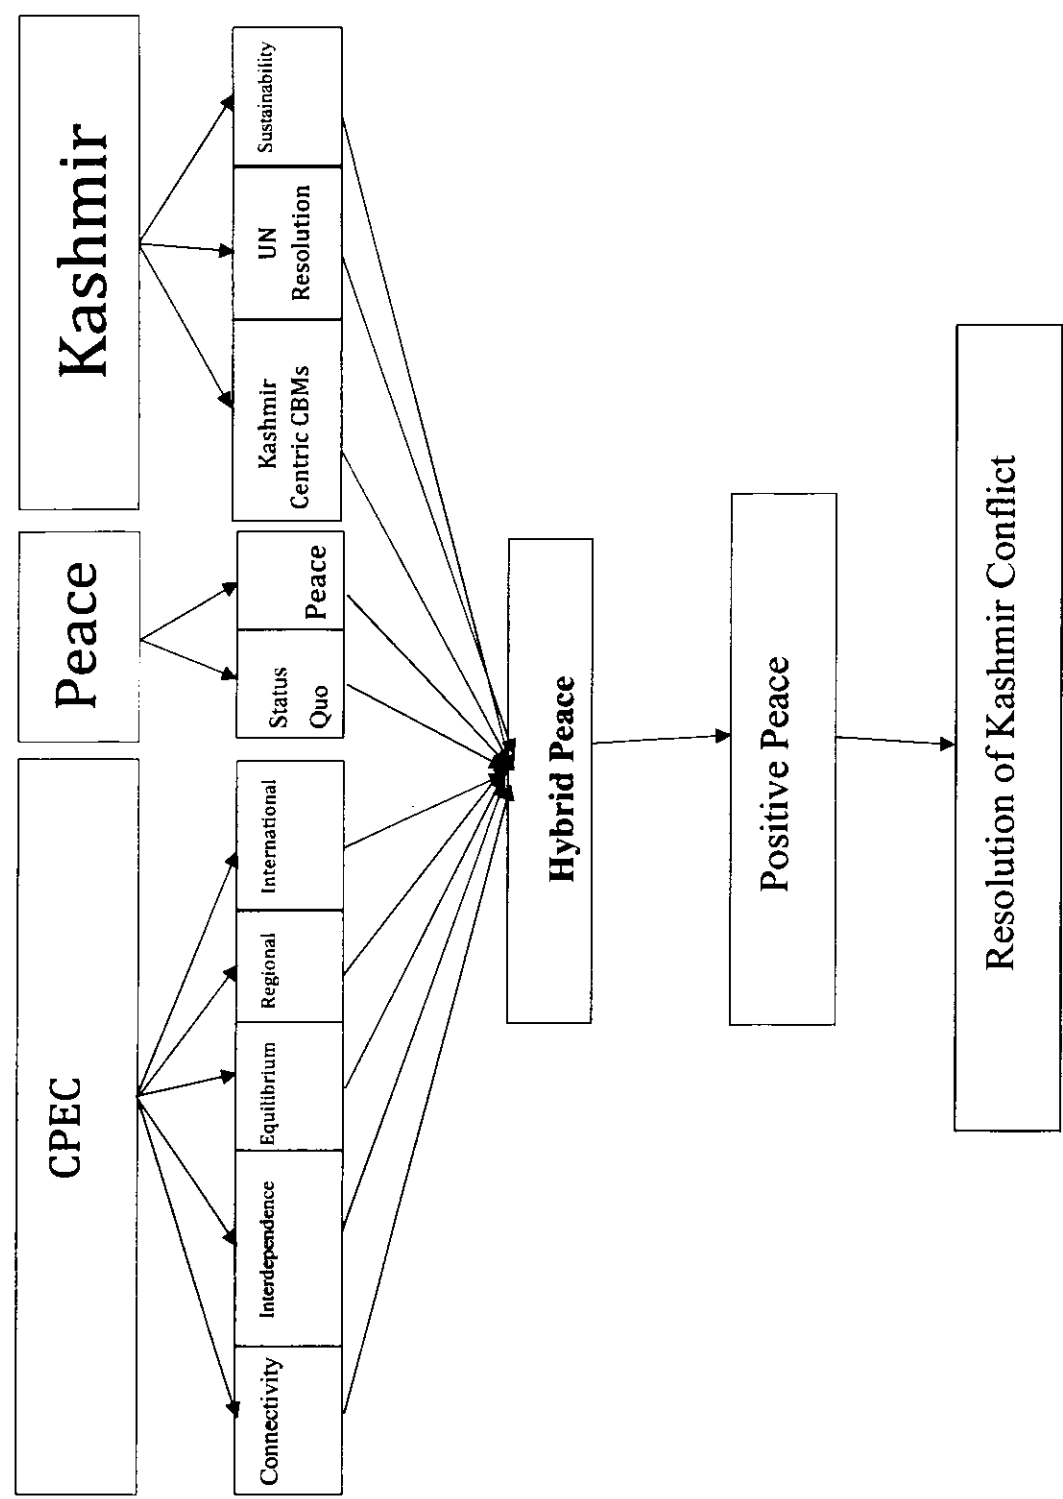 CPEC
Peace
Kashmir
Connectivity
Interdependence
Equilibrium
Regional
International
Status
Quo
Peace
Kashmir
Centric CBMs
UN
Resolution
Sustainability
Hybrid Peace
Positive Peace
Resolution of Kashmir Conflict